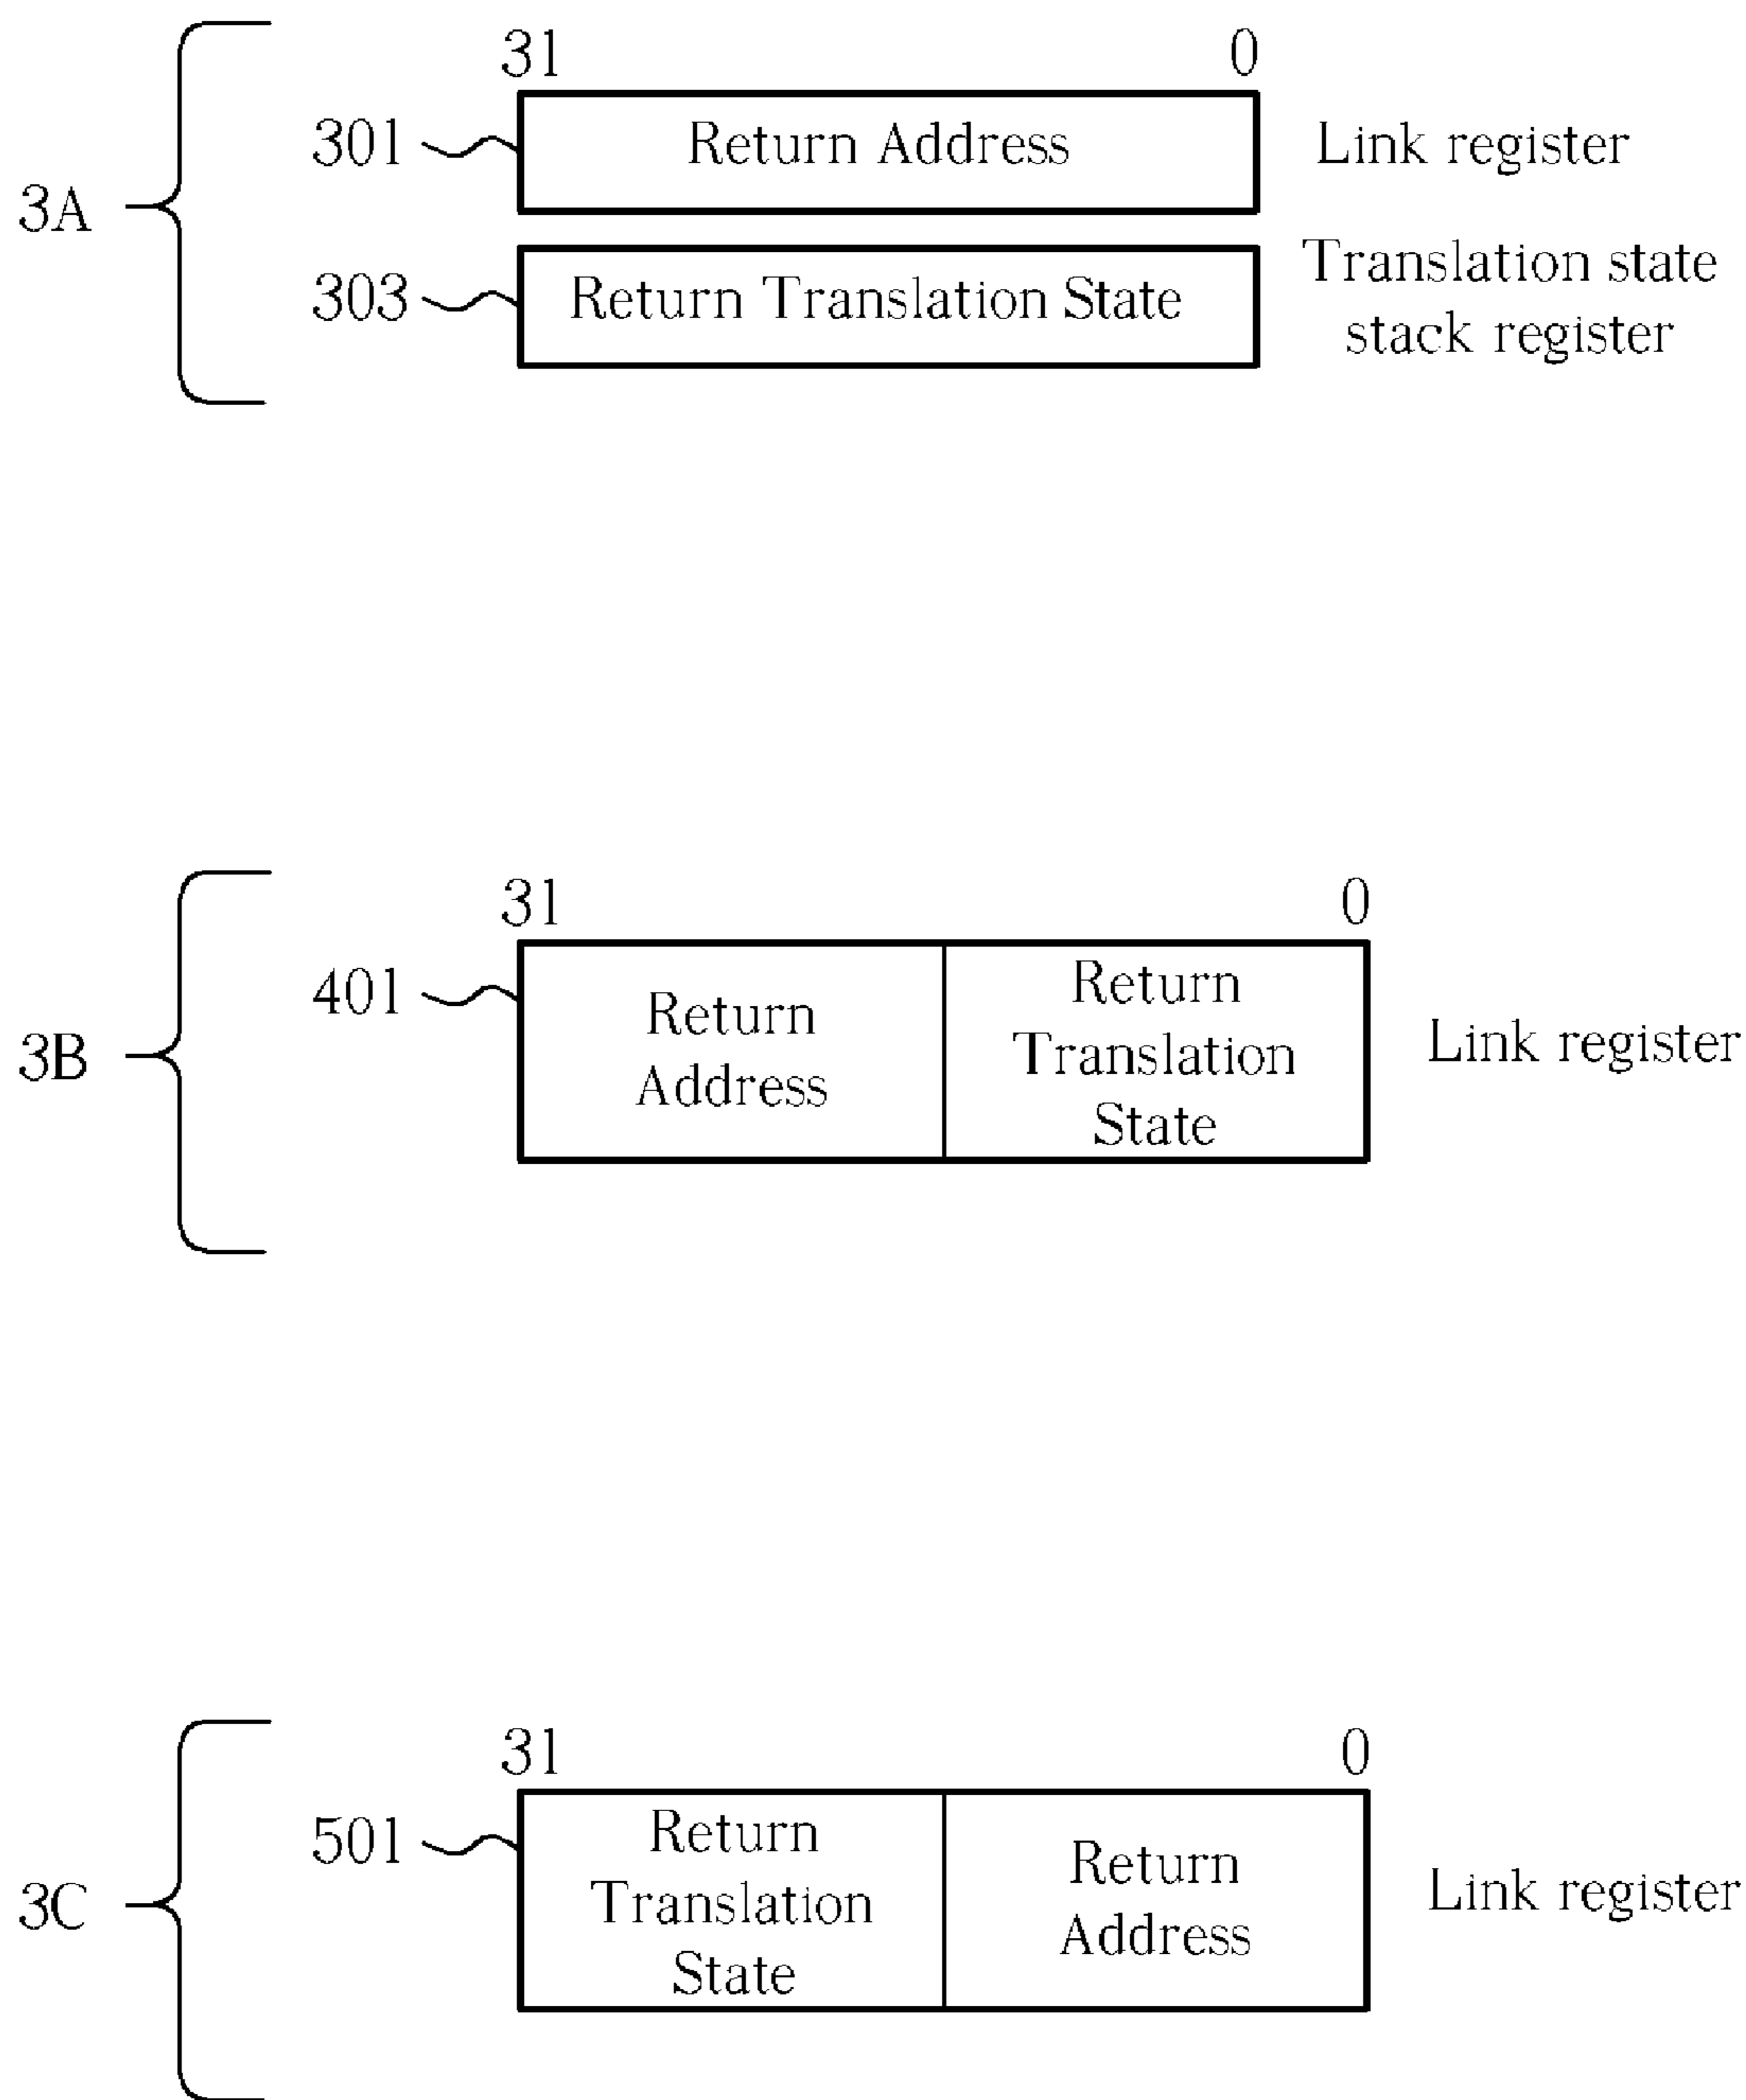 31 0
301 Return Address Link register
3A
303 Return Translation State Translation state
stack register
31 0
401 Return Return
Address Translation
State
3B Link register
31 0
501 Return Return
Translation Address
State
3C Link register